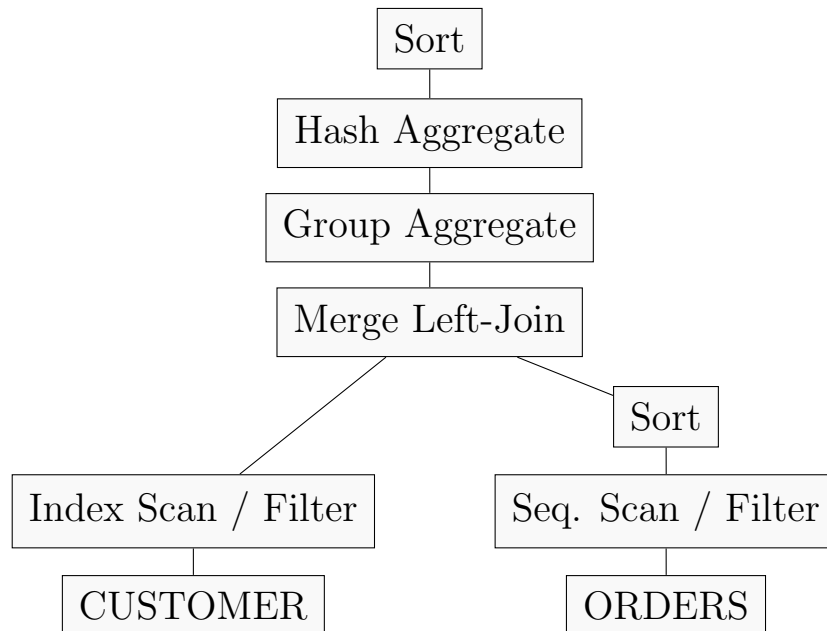 Sort
Hash Aggregate
Group Aggregate
Merge Left-Join
Sort
Index Scan / Filter
Seq. Scan / Filter
CUSTOMER
ORDERS